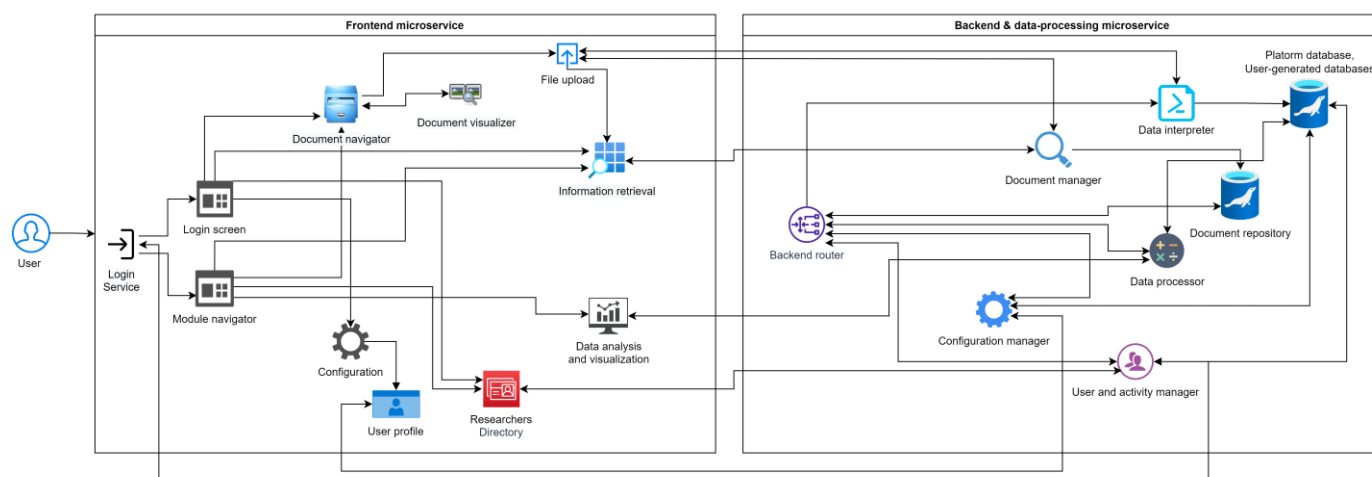 Frontend microservice
Backend & data-processing microservice
File upload
Document visualizer
Document navigator
Information retrieval
Login screen
User
Login
Service
Module navigator
Configuration
Data analysis
and visualization
User profile
Researchers
Directory
Platorm database,
User-generated databases
Data interpreter
Document manager
Document repository
Backend router
Data processor
Configuration manager
User and activity manager